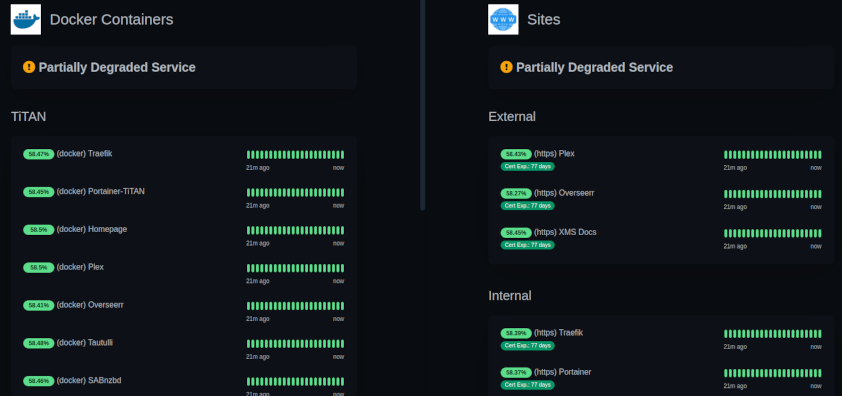 Docker Containers
Partially Degraded Service
TiTAN
58.47% (docker) Traefik
21m ago now
58.45% (docker) Portainer-TITAN
21m ago now
58.5% (docker) Homepage
21m ago now
58.5% (docker) Plex
21m ago now
58.41% (docker) Overseerr
21m ago now
58.48% (docker) Tautulli
21m ago now
58.46% (docker) SABnzbd
21m ago now
WWW
Sites
Partially Degraded Service
External
58.43% (https) Plex
Cert Exp.: 77 days
21m ago now
58.27% (https) Overseerr
Cert Exp.: 77 days
21m ago now
58.45% (https) XMS Docs
Cert Exp.: 77 days
21m ago now
Internal
58.39% (https) Traefik
Cert Exp.: 77 days
21m ago now
58.37% (https) Portainer
Cert Exp.: 77 days
21m ago now